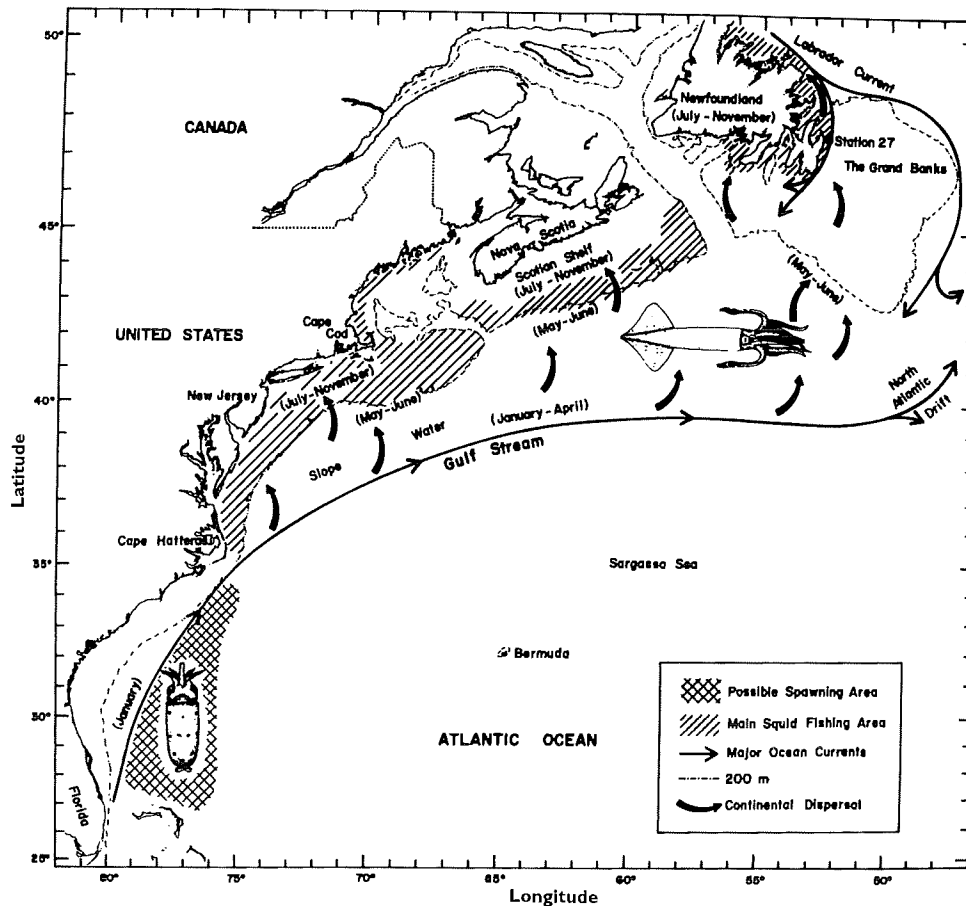 50°
45°
40°
35°
30°
25°
Latitude
Labrador Current
CANADA
Newfoundland
(July-November)
Station 27
The Grand Banks
Nova Scotia
Scotian Shelf
(July-November)
(May-June)
UNITED STATES
Cape
Cod
(May-June)
New Jersey
(July-November)
(May-June)
(January-April)
North
Atlantic
Drift
Slope
Water
Gulf Stream
Cape Hatteras
Sargassa Sea
Bermuda
(January)
ATLANTIC OCEAN
Florida
Possible Spawning Area
Main Squid Fishing Area
Major Ocean Currents
200 m
Continental Dispersal
80°
75°
70°
65°
60°
55°
50°
Longitude